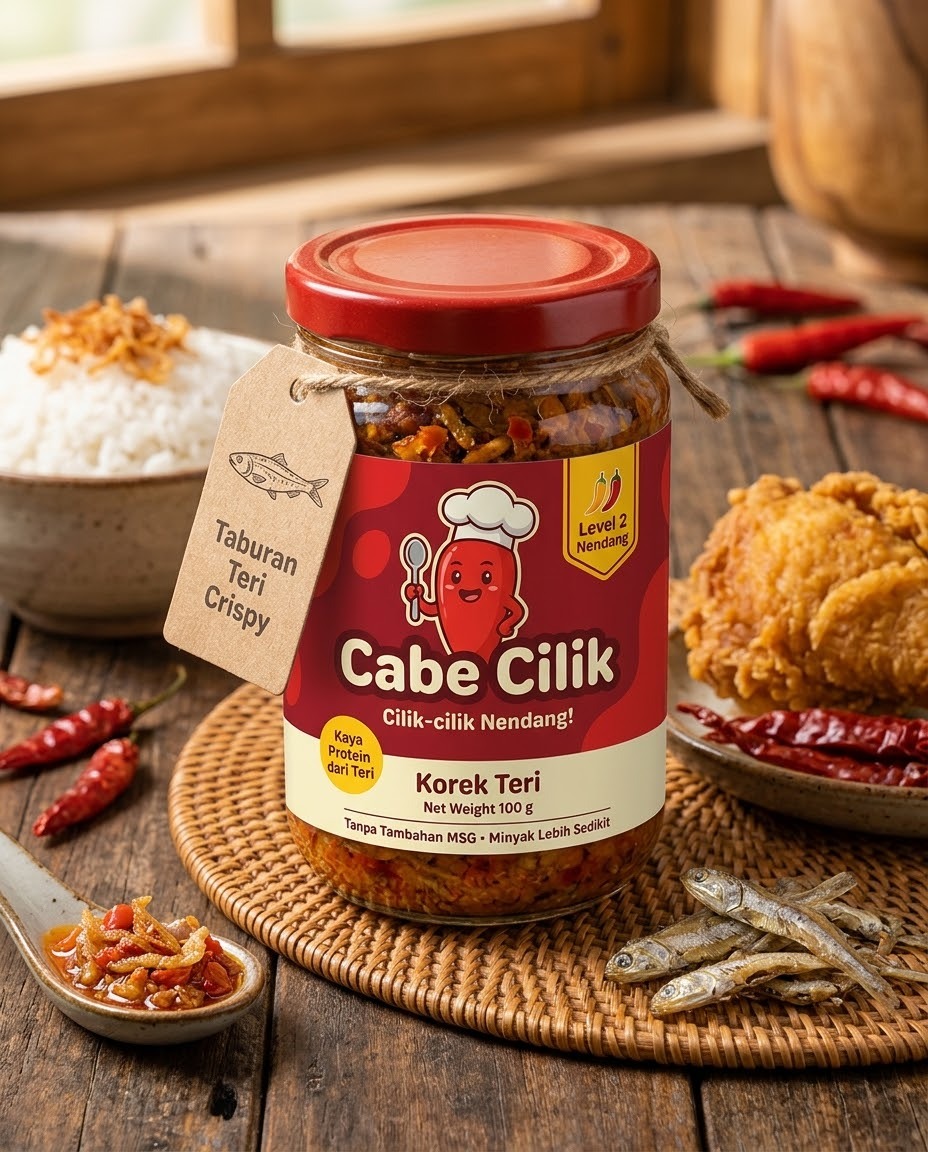 Taburan
Teri
Crispy
Level 2
Nendang
Cabe Cilik
Cilik-cilik Nendang!
Kaya
Protein
dari Teri
Korek Teri
Net Weight 100 g
Tanpa Tambahan MSG • Minyak Lebih Sedikit